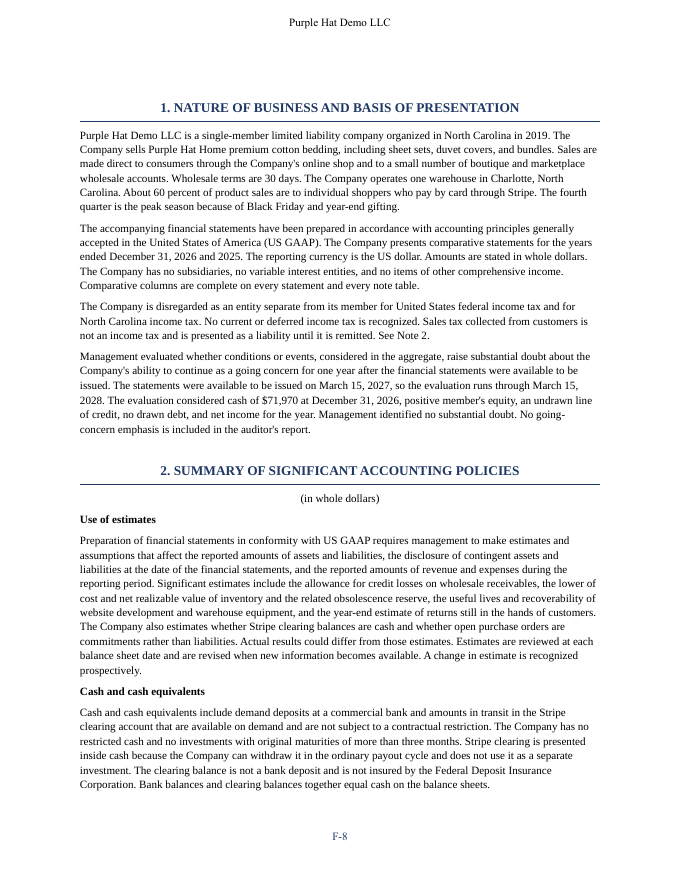 Purple Hat Demo LLC
1. NATURE OF BUSINESS AND BASIS OF PRESENTATION
Purple Hat Demo LLC is a single-member limited liability company organized in North Carolina in 2019. The
Company sells Purple Hat Home premium cotton bedding, including sheet sets, duvet covers, and bundles. Sales are
made direct to consumers through the Company's online shop and to a small number of boutique and marketplace
wholesale accounts. Wholesale terms are 30 days. The Company operates one warehouse in Charlotte, North
Carolina. About 60 percent of product sales are to individual shoppers who pay by card through Stripe. The fourth
quarter is the peak season because of Black Friday and year-end gifting.
The accompanying financial statements have been prepared in accordance with accounting principles generally
accepted in the United States of America (US GAAP). The Company presents comparative statements for the years
ended December 31, 2026 and 2025. The reporting currency is the US dollar. Amounts are stated in whole dollars.
The Company has no subsidiaries, no variable interest entities, and no items of other comprehensive income.
Comparative columns are complete on every statement and every note table.
The Company is disregarded as an entity separate from its member for United States federal income tax and for
North Carolina income tax. No current or deferred income tax is recognized. Sales tax collected from customers is
not an income tax and is presented as a liability until it is remitted. See Note 2.
Management evaluated whether conditions or events, considered in the aggregate, raise substantial doubt about the
Company's ability to continue as a going concern for one year after the financial statements were available to be
issued. The statements were available to be issued on March 15, 2027, so the evaluation runs through March 15,
2028. The evaluation considered cash of $71,970 at December 31, 2026, positive member's equity, an undrawn line
of credit, no drawn debt, and net income for the year. Management identified no substantial doubt. No going-
concern emphasis is included in the auditor's report.
2. SUMMARY OF SIGNIFICANT ACCOUNTING POLICIES
(in whole dollars)
Use of estimates
Preparation of financial statements in conformity with US GAAP requires management to make estimates and
assumptions that affect the reported amounts of assets and liabilities, the disclosure of contingent assets and
liabilities at the date of the financial statements, and the reported amounts of revenue and expenses during the
reporting period. Significant estimates include the allowance for credit losses on wholesale receivables, the lower of
cost and net realizable value of inventory and the related obsolescence reserve, the useful lives and recoverability of
website development and warehouse equipment, and the year-end estimate of returns still in the hands of customers.
The Company also estimates whether Stripe clearing balances are cash and whether open purchase orders are
commitments rather than liabilities. Actual results could differ from those estimates. Estimates are reviewed at each
balance sheet date and are revised when new information becomes available. A change in estimate is recognized
prospectively.
Cash and cash equivalents
Cash and cash equivalents include demand deposits at a commercial bank and amounts in transit in the Stripe
clearing account that are available on demand and are not subject to a contractual restriction. The Company has no
restricted cash and no investments with original maturities of more than three months. Stripe clearing is presented
inside cash because the Company can withdraw it in the ordinary payout cycle and does not use it as a separate
investment. The clearing balance is not a bank deposit and is not insured by the Federal Deposit Insurance
Corporation. Bank balances and clearing balances together equal cash on the balance sheets.
F-8